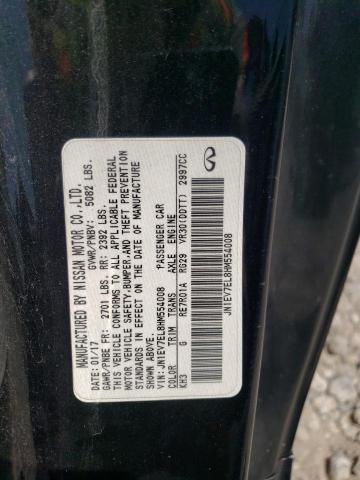 MANUFACTURED BY NISSAN MOTOR CO.,LTD.
GVWR/PNBV: 5082 LBS.
DATE: 01/17
GAWR/PNBE FR: 2701 LBS. RR: 2392 LBS.
THIS VEHICLE CONFORMS TO ALL APPLICABLE FEDERAL
MOTOR VEHICLE SAFETY,BUMPER,AND THEFT PREVENTION
STANDARDS IN EFFECT ON THE DATE OF MANUFACTURE
SHOWN ABOVE.
VIN: JN1EV7EL8HM554008 PASSENGER CAR
COLOR TRIM TRANS AXLE ENGINE
KH3 G RE7R01A RG29 VR30(DDTT) 2997CC
JN1EV7EL8HM554008